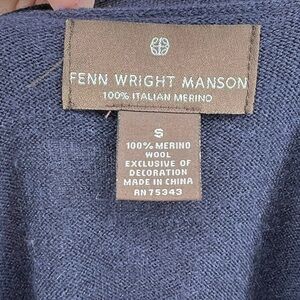 FENN WRIGHT MANSON
100% ITALIAN MERINO
S
100% MERINO
WOOL
EXCLUSIVE OF
DECORATION
MADE IN CHINA
RN 75343